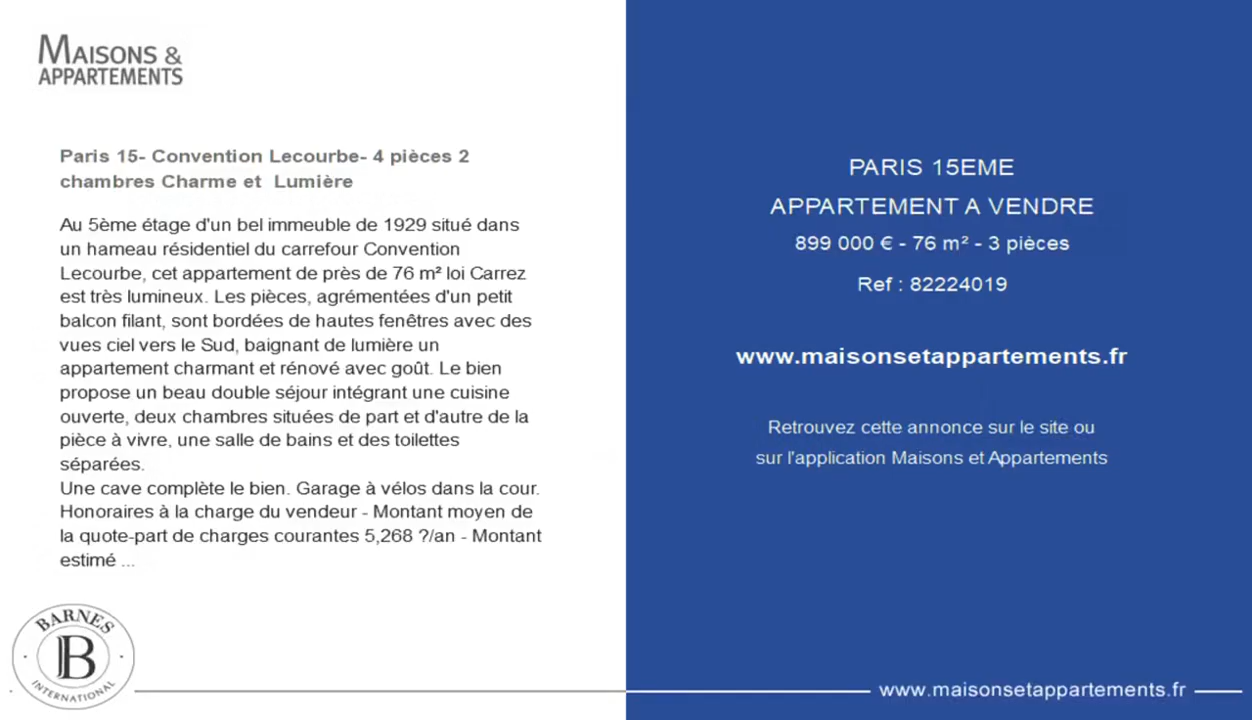 MAISONS &
APPARTEMENTS
Paris 15- Convention Lecourbe- 4 pièces 2
chambres Charme et  Lumière
Au 5ème étage d'un bel immeuble de 1929 situé dans
un hameau résidentiel du carrefour Convention
Lecourbe, cet appartement de près de 76 m² loi Carrez
est très lumineux. Les pièces, agrémentées d'un petit
balcon filant, sont bordées de hautes fenêtres avec des
vues ciel vers le Sud, baignant de lumière un
appartement charmant et rénové avec goût. Le bien
propose un beau double séjour intégrant une cuisine
ouverte, deux chambres situées de part et d'autre de la
pièce à vivre, une salle de bains et des toilettes
séparées.
Une cave complète le bien. Garage à vélos dans la cour.
Honoraires à la charge du vendeur - Montant moyen de
la quote-part de charges courantes 5,268 ?/an - Montant
estimé ...
BARNES
B
INTERNATIONAL
PARIS 15EME
APPARTEMENT A VENDRE
899 000 € - 76 m² - 3 pièces
Ref : 82224019
www.maisonsetappartements.fr
Retrouvez cette annonce sur le site ou
sur l'application Maisons et Appartements
www.maisonsetappartements.fr